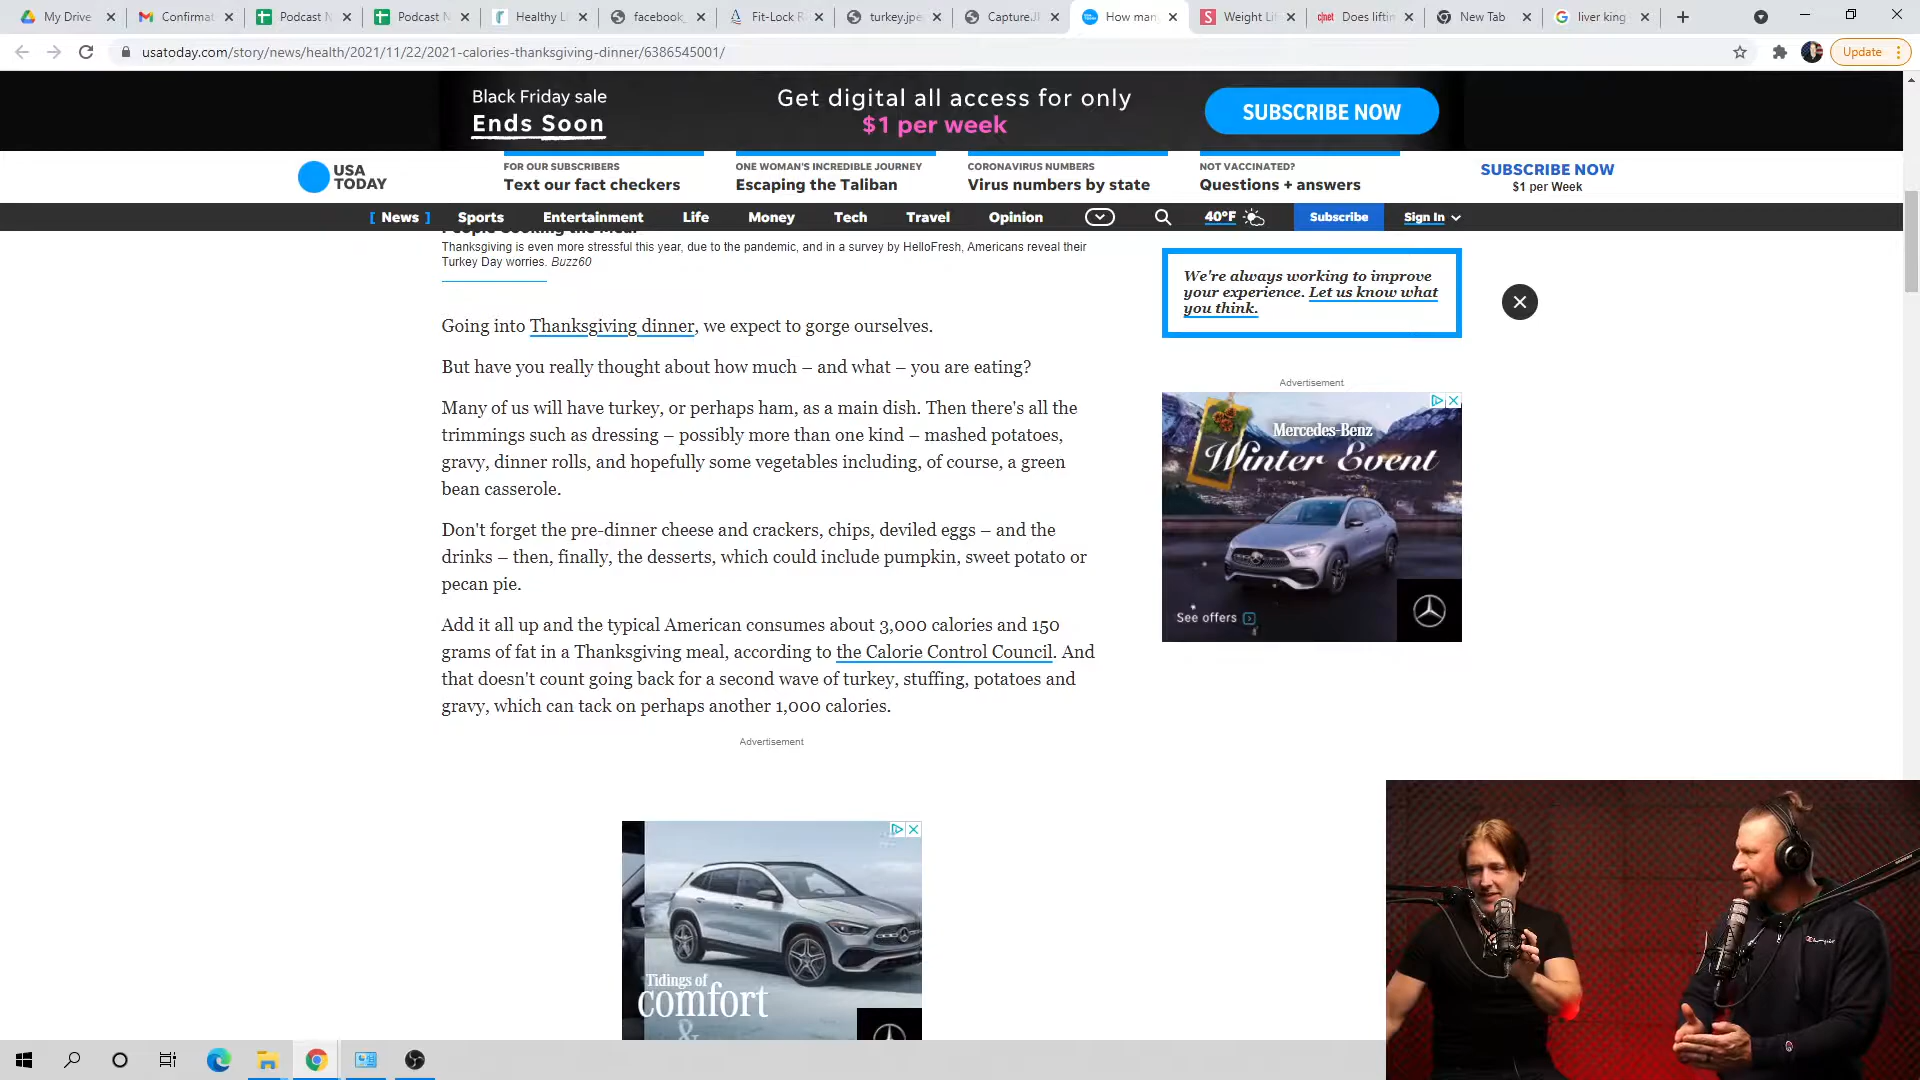 My Drive
Confirmat
Podcast N
Podcast N
Healthy L
facebook
Fit-Lock R
turkey.jpe
Capture.JI
How man
Weight Li
cnet Does liftin
New Tab
liver king
usatoday.com/story/news/health/2021/11/22/2021-calories-thanksgiving-dinner/6386545001/
Update
Black Friday sale
Ends Soon
Get digital all access for only
$1 per week
SUBSCRIBE NOW
USA
TODAY
FOR OUR SUBSCRIBERS
Text our fact checkers
ONE WOMAN'S INCREDIBLE JOURNEY
Escaping the Taliban
CORONAVIRUS NUMBERS
Virus numbers by state
NOT VACCINATED?
Questions + answers
SUBSCRIBE NOW
$1 per Week
[ News ]
Sports
Entertainment
Life
Money
Tech
Travel
Opinion
40°F
Subscribe
Sign In
People Cooking the Meal
Thanksgiving is even more stressful this year, due to the pandemic, and in a survey by HelloFresh, Americans reveal their
Turkey Day worries. Buzz60
We're always working to improve
your experience. Let us know what
you think.
Going into Thanksgiving dinner, we expect to gorge ourselves.
But have you really thought about how much – and what – you are eating?
Many of us will have turkey, or perhaps ham, as a main dish. Then there's all the
trimmings such as dressing – possibly more than one kind – mashed potatoes,
gravy, dinner rolls, and hopefully some vegetables including, of course, a green
bean casserole.
Don't forget the pre-dinner cheese and crackers, chips, deviled eggs – and the
drinks – then, finally, the desserts, which could include pumpkin, sweet potato or
pecan pie.
Add it all up and the typical American consumes about 3,000 calories and 150
grams of fat in a Thanksgiving meal, according to the Calorie Control Council. And
that doesn't count going back for a second wave of turkey, stuffing, potatoes and
gravy, which can tack on perhaps another 1,000 calories.
Advertisement
Mercedes-Benz
Winter Event
See offers
Advertisement
Tidings of
comfort
&
Champion